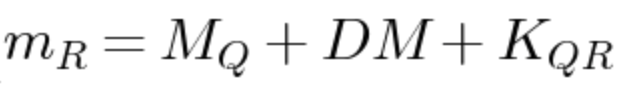 m_R = M_Q + DM + K_{QR}